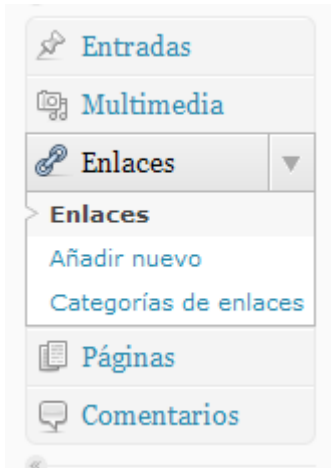 Entradas
Multimedia
Enlaces
Enlaces
Añadir nuevo
Categorías de enlaces
Páginas
Comentarios